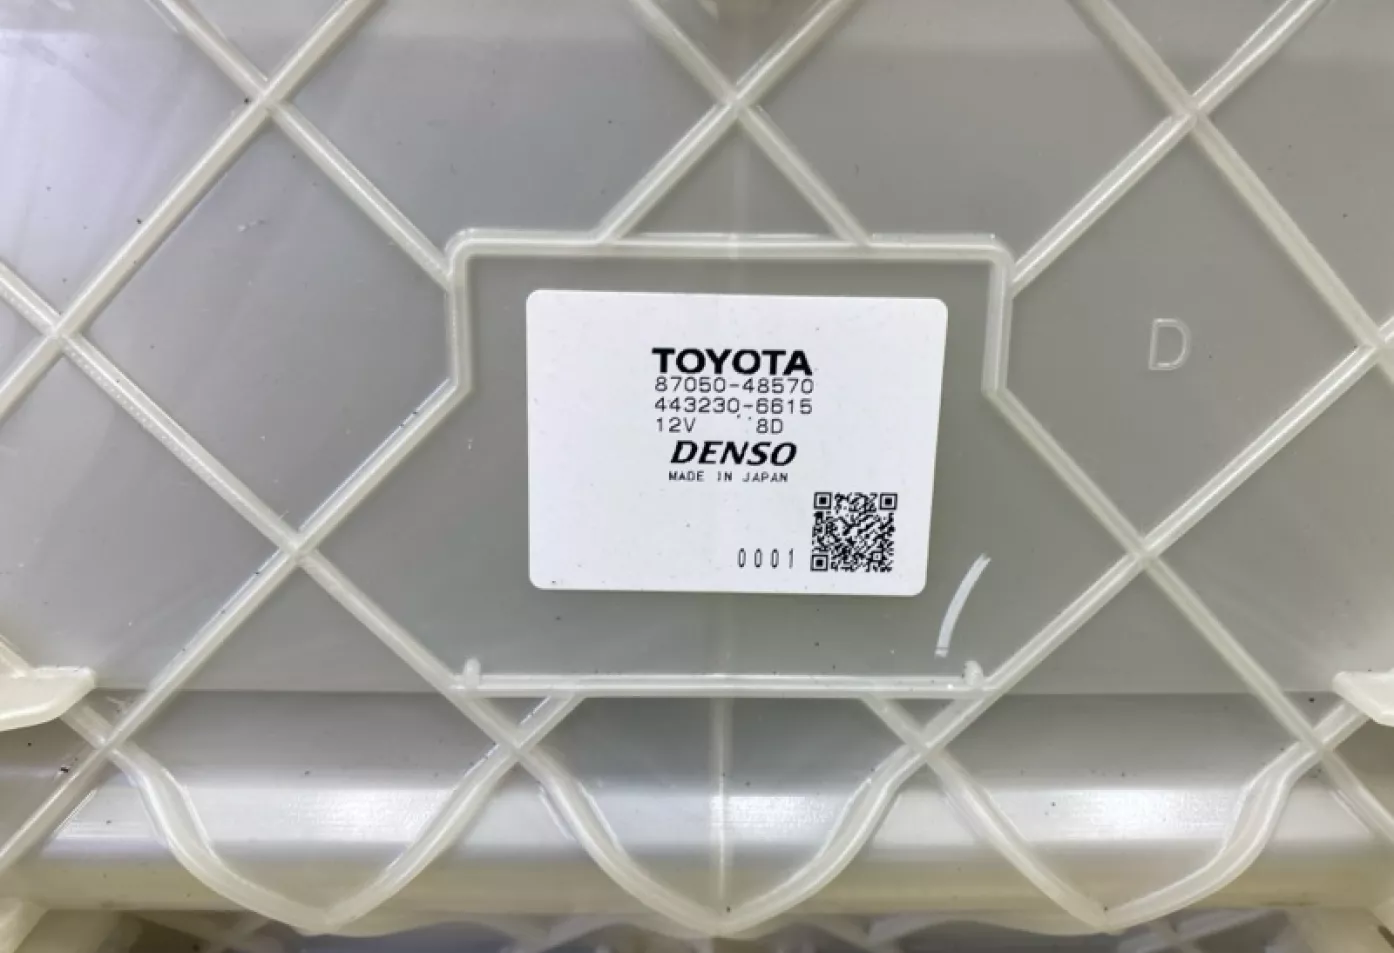 TOYOTA
87050-48570
443230-6615
12V 8D
DENSO
MADE IN JAPAN
0001
D